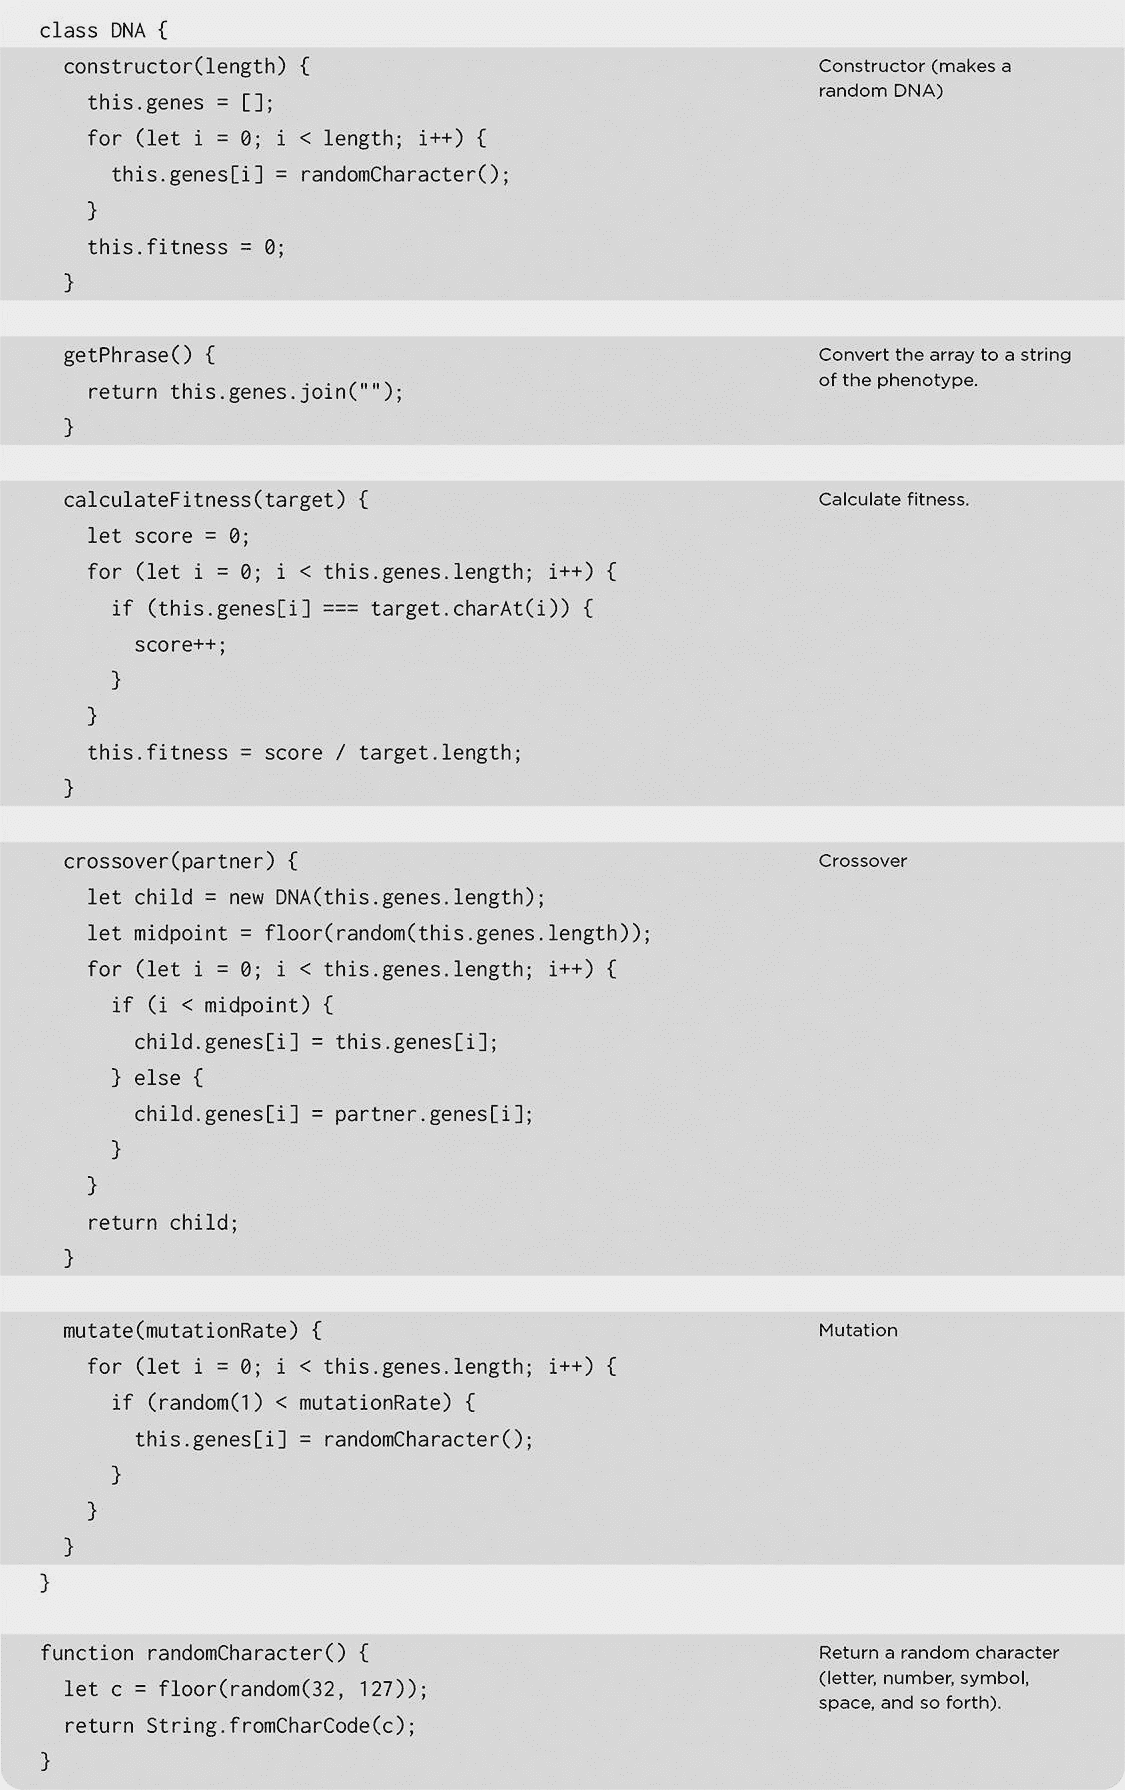 class DNA {
  constructor(length) {
Constructor (makes a
random DNA)
    this.genes = [];
    for (let i = 0; i < length; i++) {
      this.genes[i] = randomCharacter();
    }
    this.fitness = 0;
  }
  getPhrase() {
Convert the array to a string
of the phenotype.
    return this.genes.join("");
  }
  calculateFitness(target) {
Calculate fitness.
    let score = 0;
    for (let i = 0; i < this.genes.length; i++) {
      if (this.genes[i] === target.charAt(i)) {
        score++;
      }
    }
    this.fitness = score / target.length;
  }
  crossover(partner) {
Crossover
    let child = new DNA(this.genes.length);
    let midpoint = floor(random(this.genes.length));
    for (let i = 0; i < this.genes.length; i++) {
      if (i < midpoint) {
        child.genes[i] = this.genes[i];
      } else {
        child.genes[i] = partner.genes[i];
      }
    }
    return child;
  }
  mutate(mutationRate) {
Mutation
    for (let i = 0; i < this.genes.length; i++) {
      if (random(1) < mutationRate) {
        this.genes[i] = randomCharacter();
      }
    }
  }
}
function randomCharacter() {
Return a random character
(letter, number, symbol,
space, and so forth).
  let c = floor(random(32, 127));
  return String.fromCharCode(c);
}